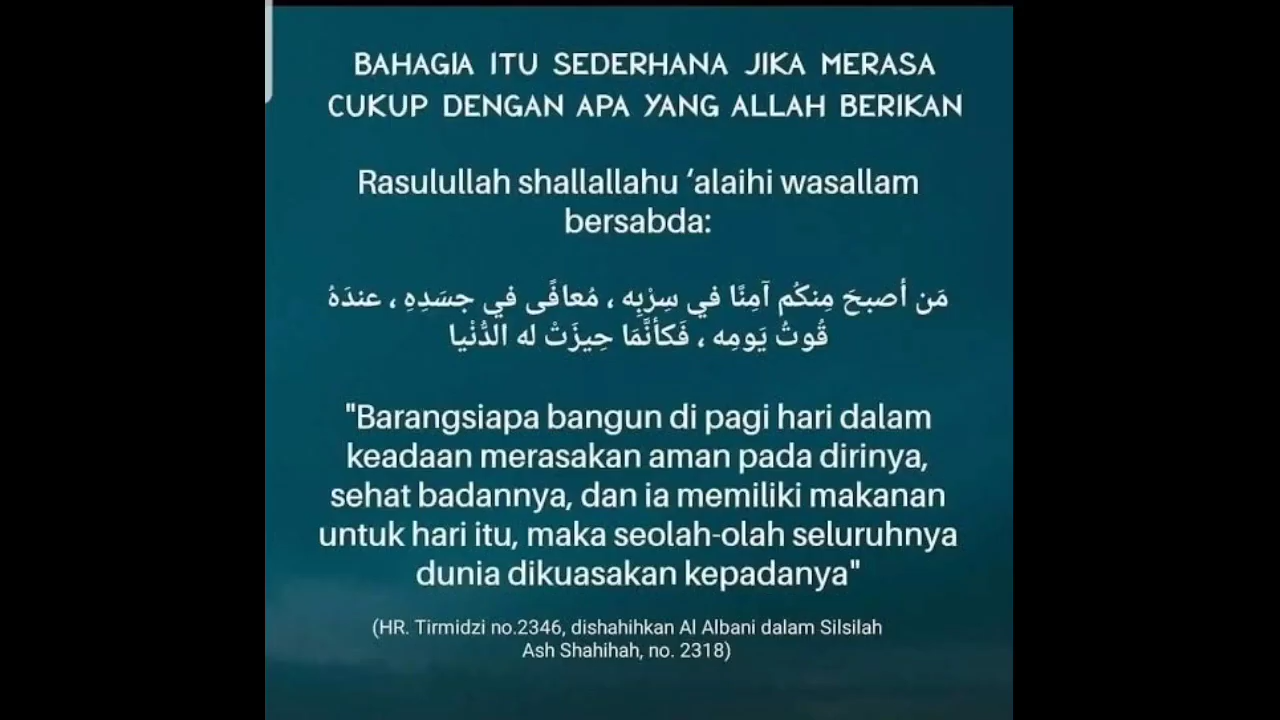 BAHAGIA ITU SEDERHANA JIKA MERASA
CUKUP DENGAN APA YANG ALLAH BERIKAN
Rasulullah shallallahu ‘alaihi wasallam
bersabda:
مَن أصبحَ مِنكُم آمِنًا في سِرْبِه ، مُعافًى في جسَدِهِ ، عندَهُ
قُوتُ يَومِه ، فَكأنَّمَا حِيزَتْ له الدُّنْيا
"Barangsiapa bangun di pagi hari dalam
keadaan merasakan aman pada dirinya,
sehat badannya, dan ia memiliki makanan
untuk hari itu, maka seolah-olah seluruhnya
dunia dikuasakan kepadanya"
(HR. Tirmidzi no.2346, dishahihkan Al Albani dalam Silsilah
Ash Shahihah, no. 2318)